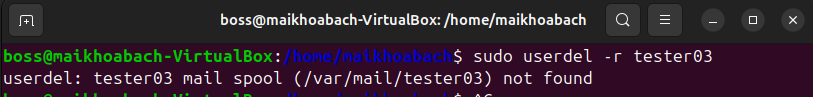 boss@maikhoabach-VirtualBox: /home/maikhoabach
boss@maikhoabach-VirtualBox:/home/maikhoabach$ sudo userdel -r tester03
userdel: tester03 mail spool (/var/mail/tester03) not found